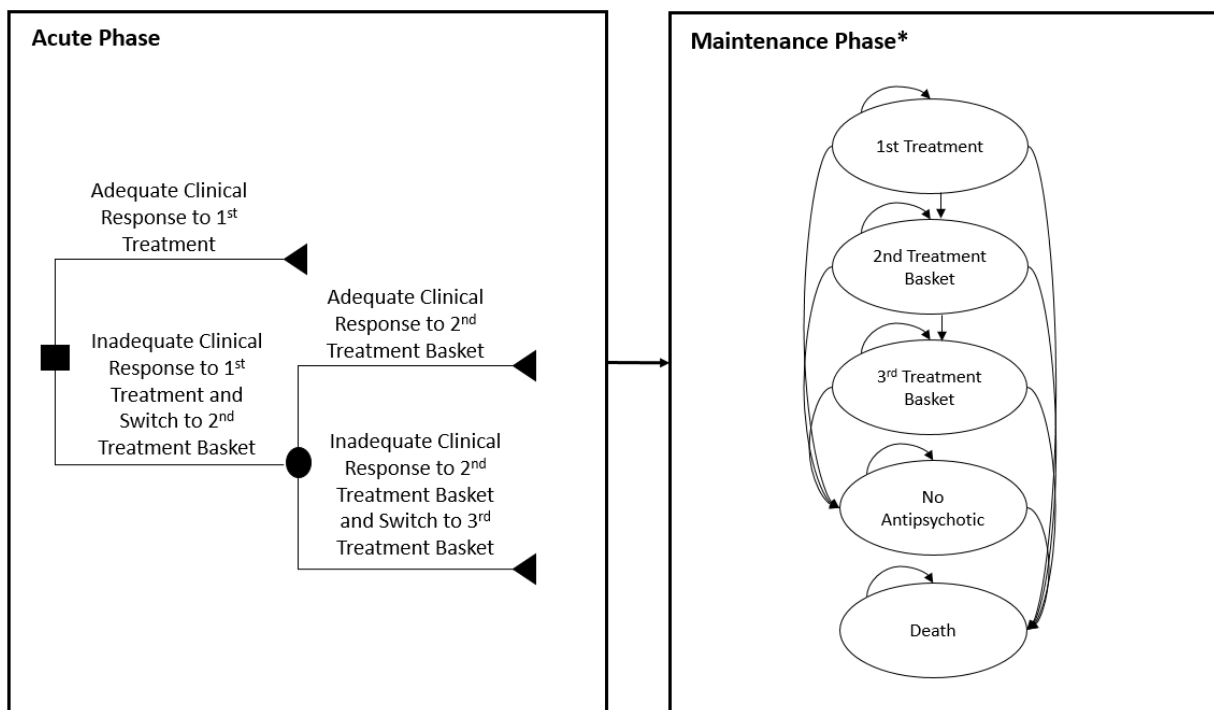 Acute Phase
Adequate Clinical
Response to 1st
Treatment
Inadequate Clinical
Response to 1st
Treatment and
Switch to 2nd
Treatment Basket
Adequate Clinical
Response to 2nd
Treatment Basket
Inadequate Clinical
Response to 2nd
Treatment Basket
and Switch to 3rd
Treatment Basket
Maintenance Phase*
1st Treatment
2nd Treatment
Basket
3rd Treatment
Basket
No
Antipsychotic
Death